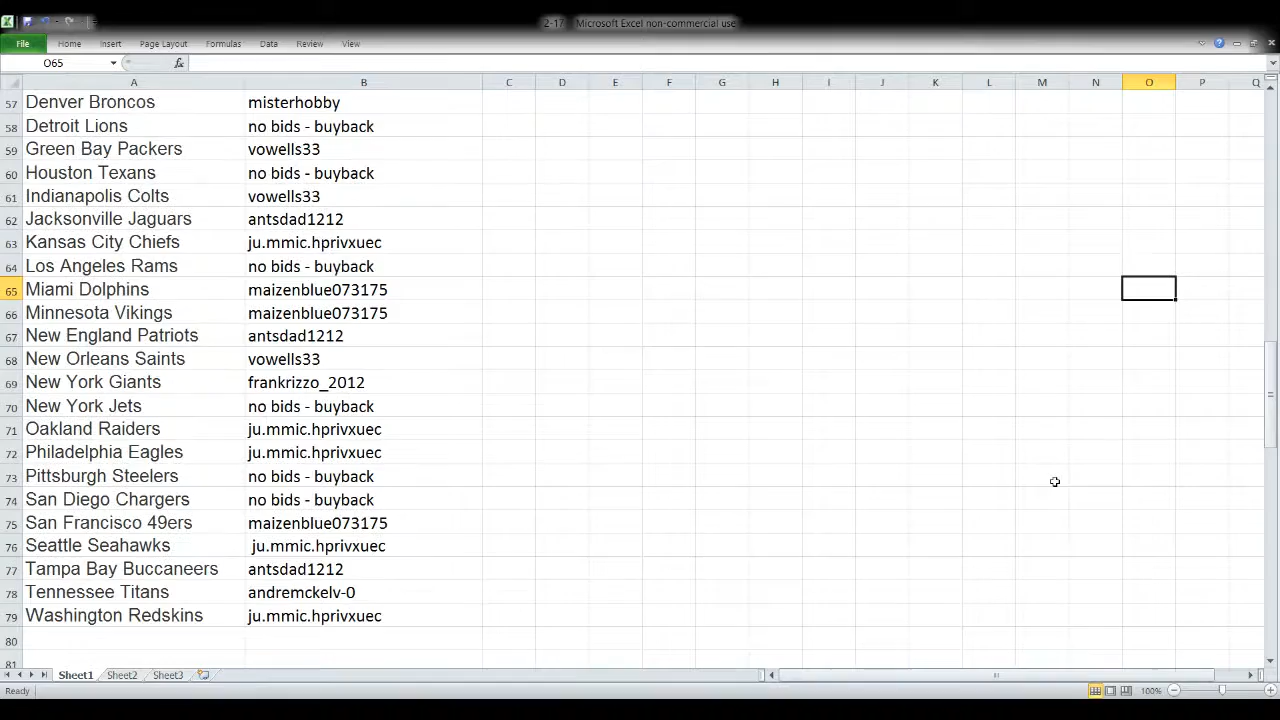 2-17 Microsoft Excel non-commercial use
File Home Insert Page Layout Formulas Data Review View
O65 fx
A B C D E F G H I J K L M N O P Q
57 Denver Broncos misterhobby
58 Detroit Lions no bids - buyback
59 Green Bay Packers vowells33
60 Houston Texans no bids - buyback
61 Indianapolis Colts vowells33
62 Jacksonville Jaguars antsdad1212
63 Kansas City Chiefs ju.mmic.hprivxuec
64 Los Angeles Rams no bids - buyback
65 Miami Dolphins maizenblue073175
66 Minnesota Vikings maizenblue073175
67 New England Patriots antsdad1212
68 New Orleans Saints vowells33
69 New York Giants frankrizzo_2012
70 New York Jets no bids - buyback
71 Oakland Raiders ju.mmic.hprivxuec
72 Philadelphia Eagles ju.mmic.hprivxuec
73 Pittsburgh Steelers no bids - buyback
74 San Diego Chargers no bids - buyback
75 San Francisco 49ers maizenblue073175
76 Seattle Seahawks ju.mmic.hprivxuec
77 Tampa Bay Buccaneers antsdad1212
78 Tennessee Titans andremckelv-0
79 Washington Redskins ju.mmic.hprivxuec
80
81
Sheet1 Sheet2 Sheet3
Ready 100%